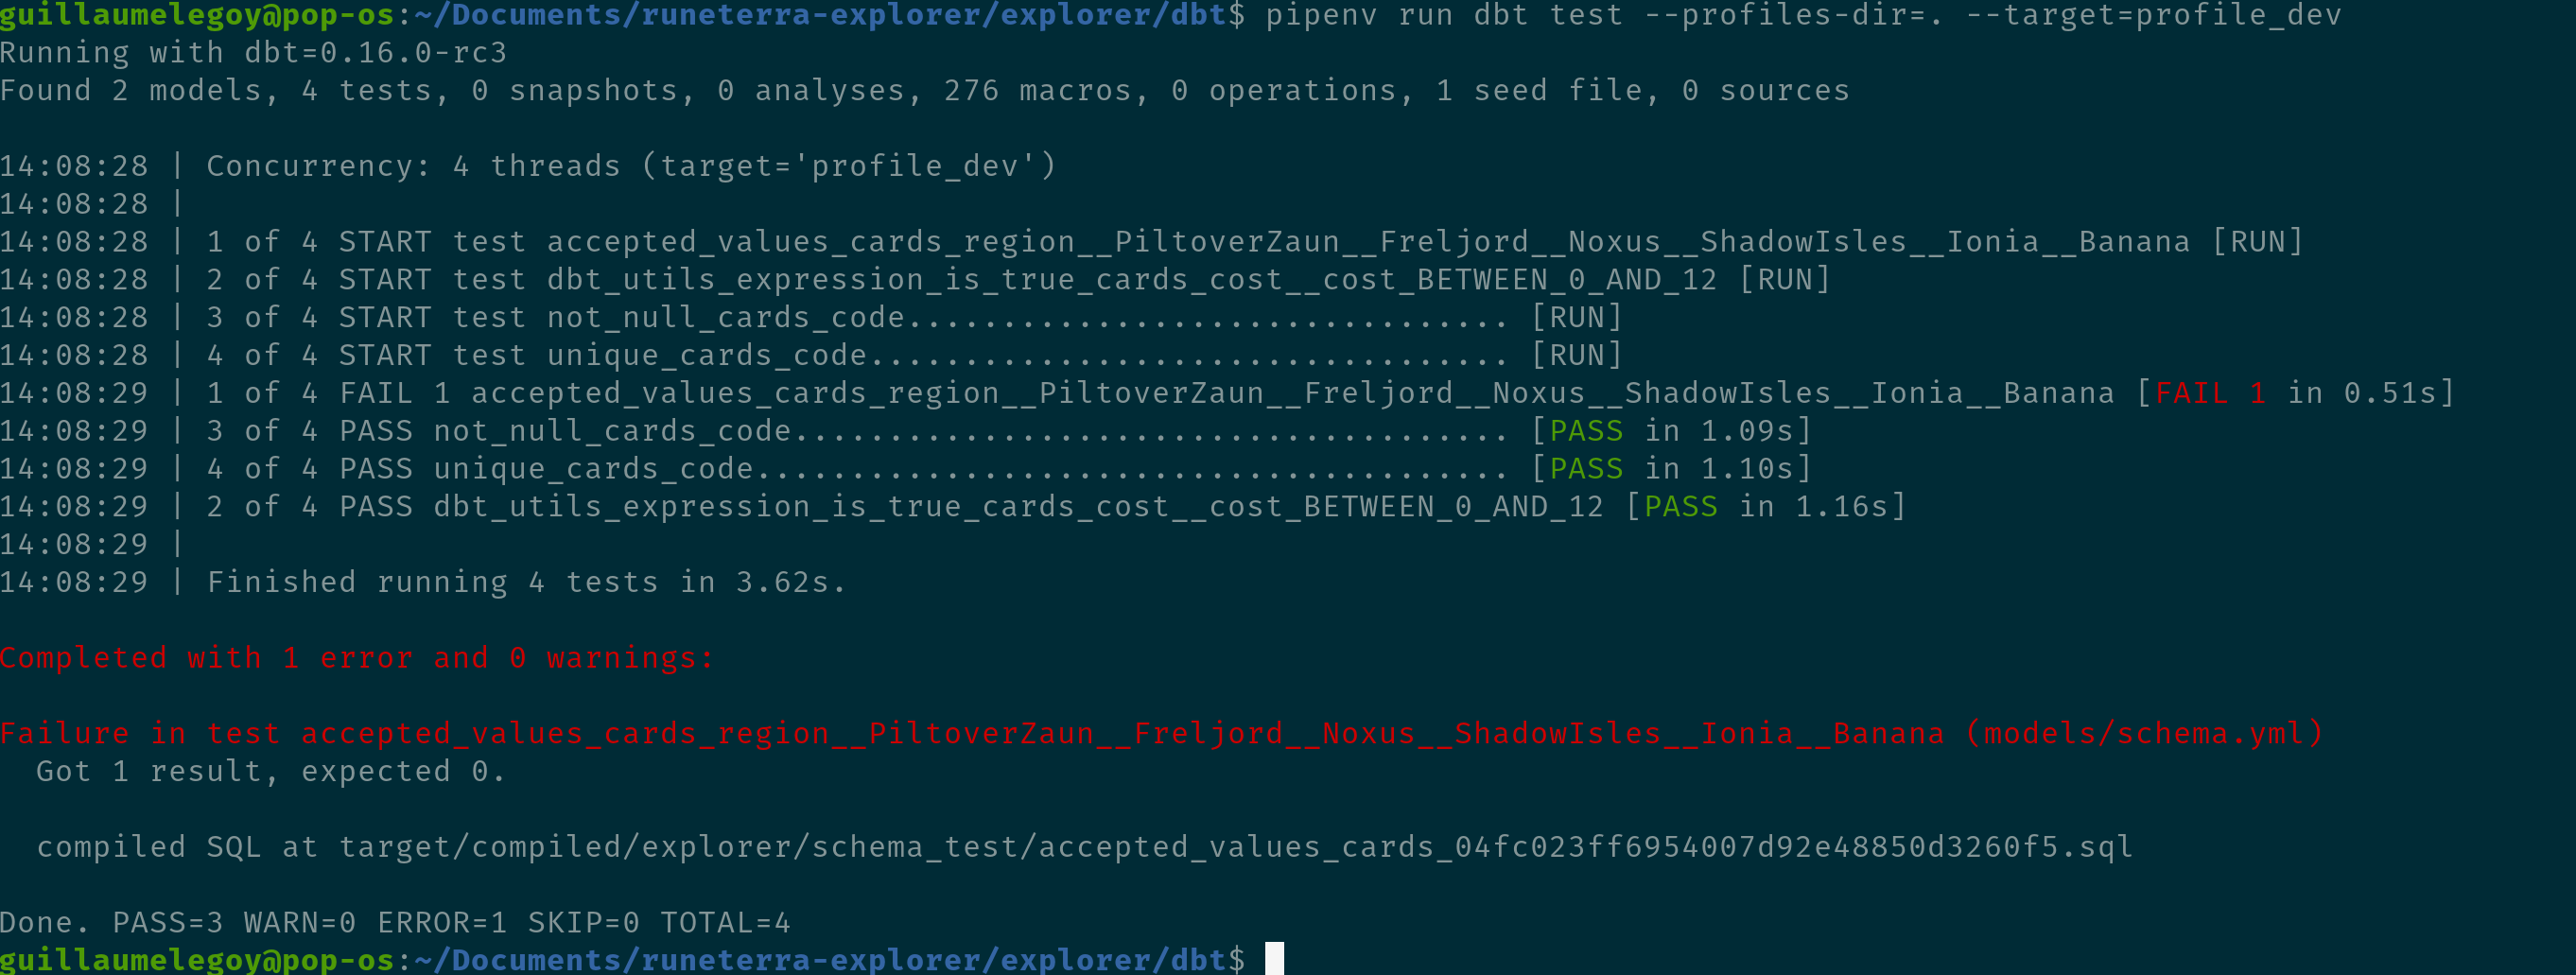 guillaumelegoy@pop-os:~/Documents/runeterra-explorer/explorer/dbt$ pipenv run dbt test --profiles-dir=. --target=profile_dev
Running with dbt=0.16.0-rc3
Found 2 models, 4 tests, 0 snapshots, 0 analyses, 276 macros, 0 operations, 1 seed file, 0 sources

14:08:28 | Concurrency: 4 threads (target='profile_dev')
14:08:28 |
14:08:28 | 1 of 4 START test accepted_values_cards_region__PiltoverZaun__Freljord__Noxus__ShadowIsles__Ionia__Banana [RUN]
14:08:28 | 2 of 4 START test dbt_utils_expression_is_true_cards_cost__cost_BETWEEN_0_AND_12 [RUN]
14:08:28 | 3 of 4 START test not_null_cards_code................................ [RUN]
14:08:28 | 4 of 4 START test unique_cards_code.................................. [RUN]
14:08:29 | 1 of 4 FAIL 1 accepted_values_cards_region__PiltoverZaun__Freljord__Noxus__ShadowIsles__Ionia__Banana [FAIL 1 in 0.51s]
14:08:29 | 3 of 4 PASS not_null_cards_code...................................... [PASS in 1.09s]
14:08:29 | 4 of 4 PASS unique_cards_code........................................ [PASS in 1.10s]
14:08:29 | 2 of 4 PASS dbt_utils_expression_is_true_cards_cost__cost_BETWEEN_0_AND_12 [PASS in 1.16s]
14:08:29 |
14:08:29 | Finished running 4 tests in 3.62s.

Completed with 1 error and 0 warnings:

Failure in test accepted_values_cards_region__PiltoverZaun__Freljord__Noxus__ShadowIsles__Ionia__Banana (models/schema.yml)
  Got 1 result, expected 0.

  compiled SQL at target/compiled/explorer/schema_test/accepted_values_cards_04fc023ff6954007d92e48850d3260f5.sql

Done. PASS=3 WARN=0 ERROR=1 SKIP=0 TOTAL=4
guillaumelegoy@pop-os:~/Documents/runeterra-explorer/explorer/dbt$